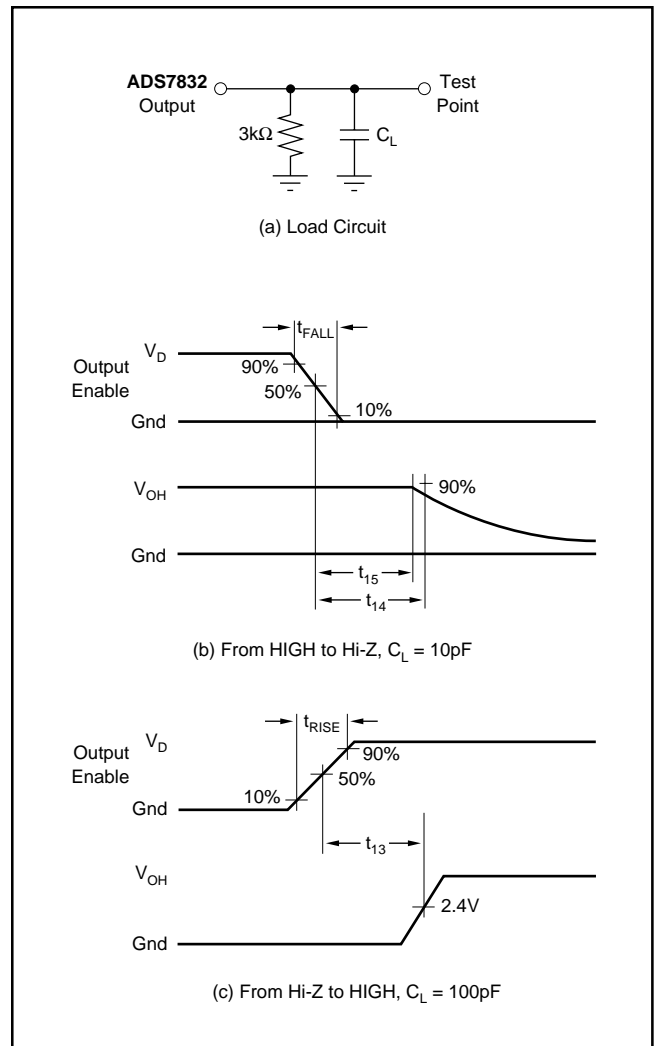 ADS7832 Test
Output Point
3kΩ C_L
(a) Load Circuit
t_FALL
V_D
Output Enable
90%
50%
10%
Gnd
V_OH
90%
Gnd
t_15
t_14
(b) From HIGH to Hi-Z, C_L = 10pF
t_RISE
V_D
Output Enable
90%
50%
10%
Gnd
t_13
V_OH
2.4V
Gnd
(c) From Hi-Z to HIGH, C_L = 100pF